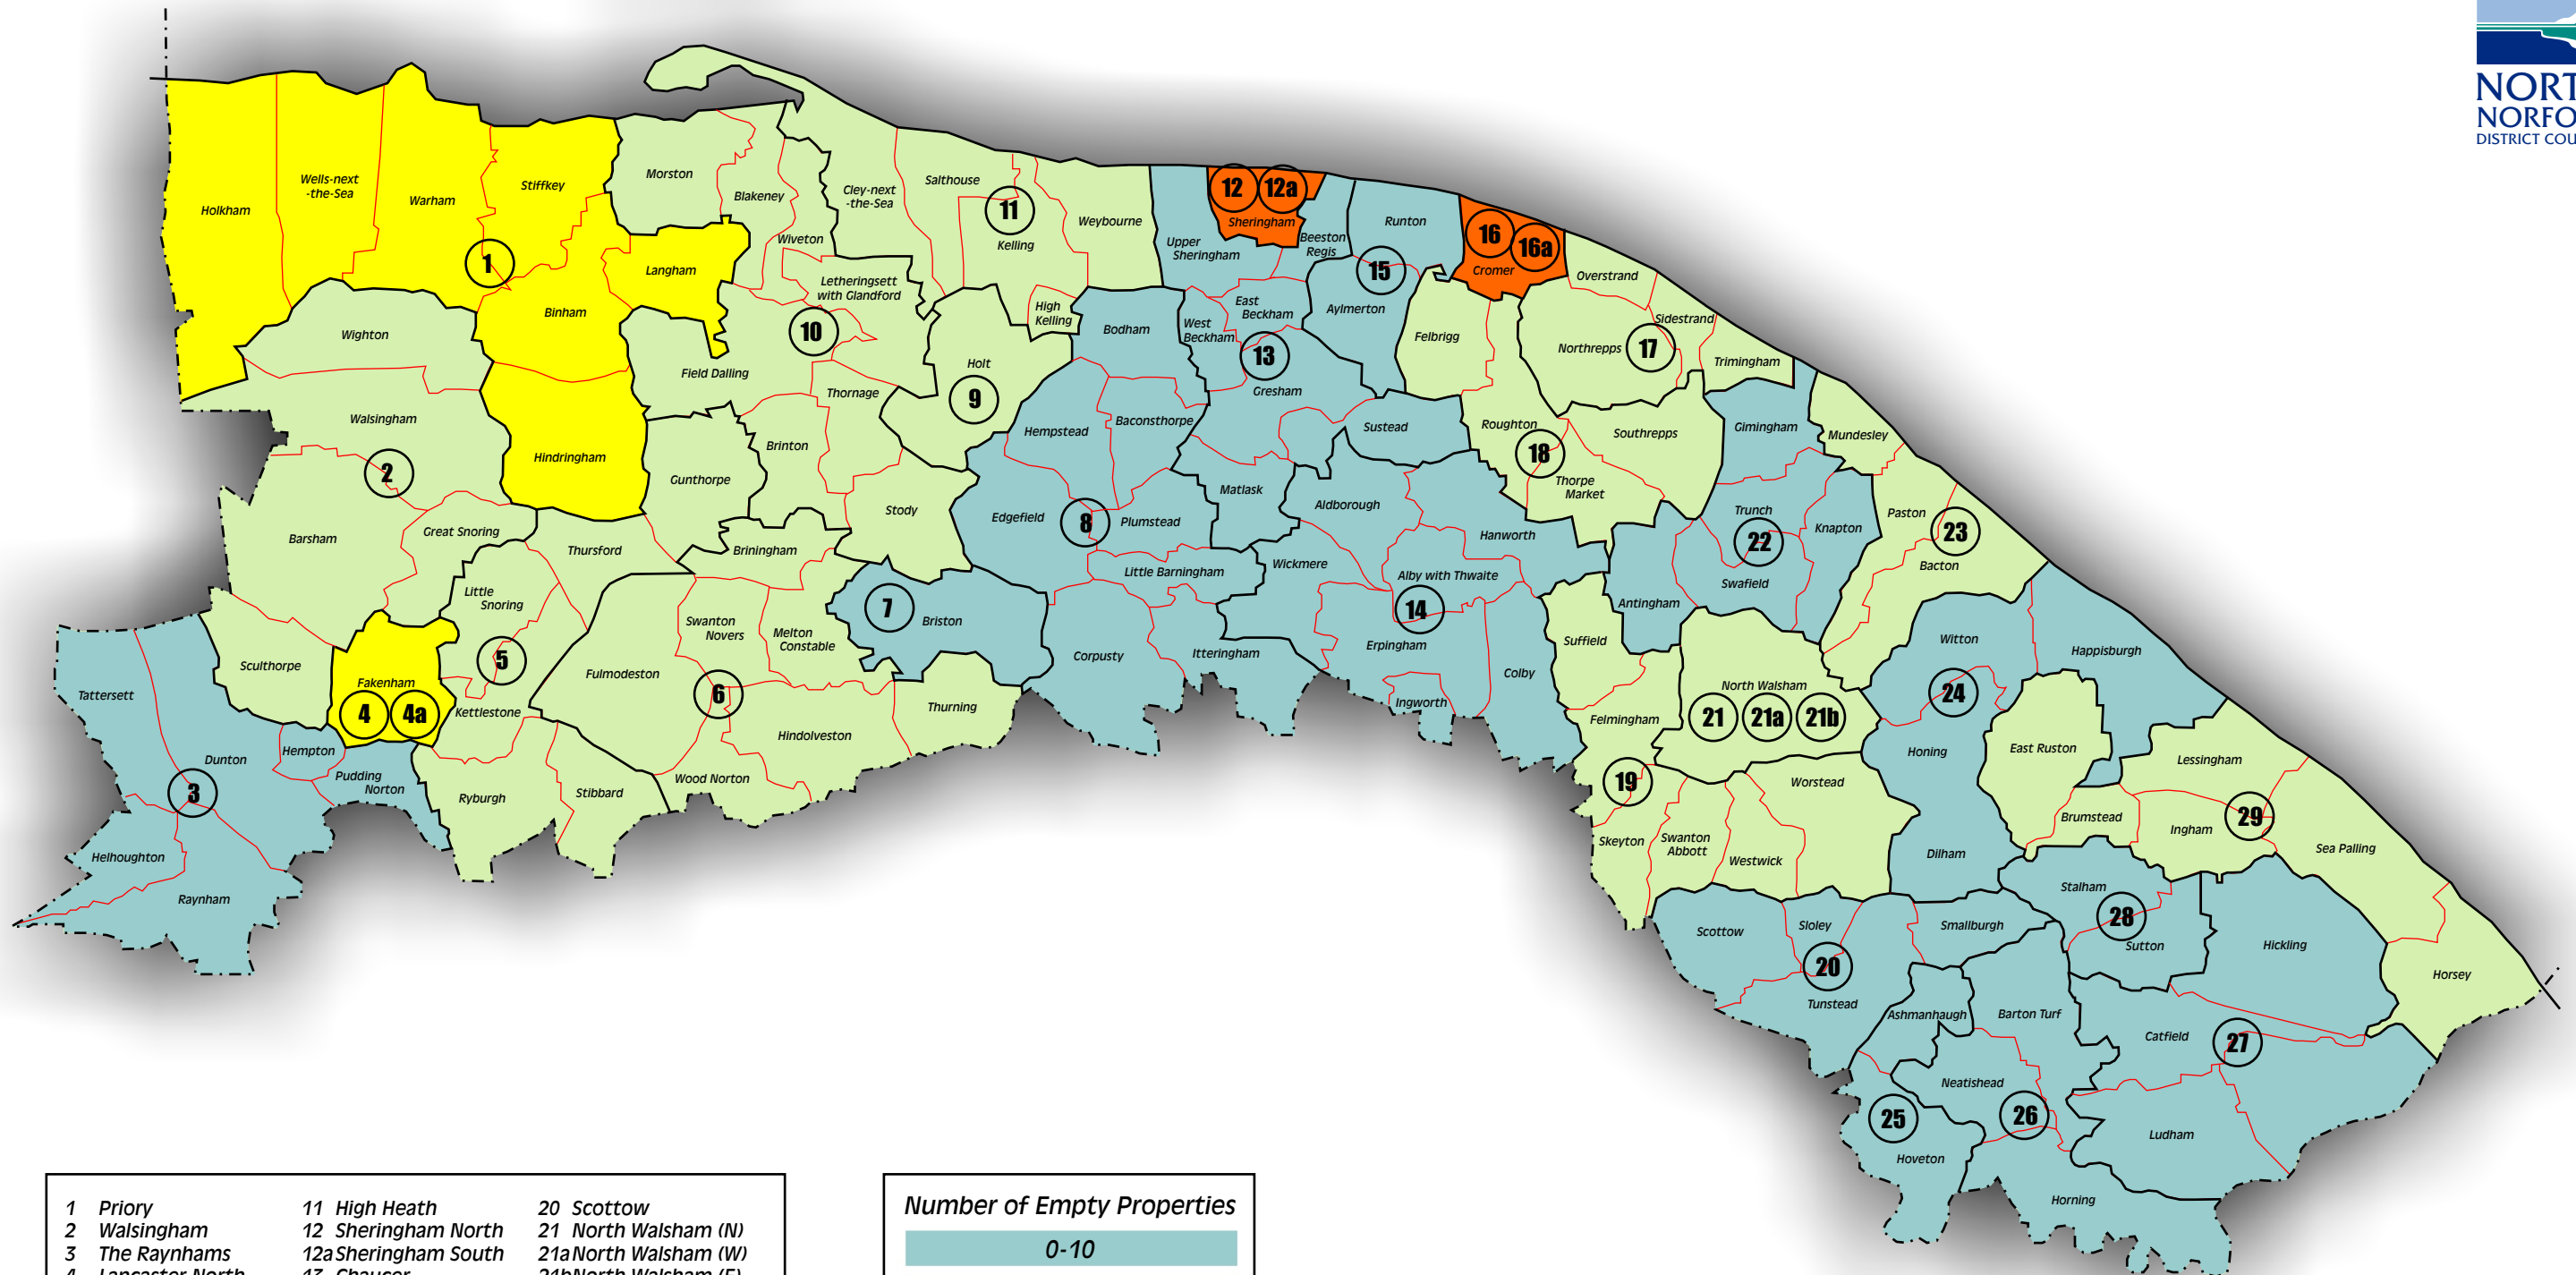 NORT
NORFO
DISTRICT COU
Holkham
Wells-next
-the-Sea
Warham
Stiffkey
1
Binham
Langham
Hindringham
Morston
Blakeney
Wiveton
Cley-next
-the-Sea
Salthouse
11
Kelling
Weybourne
High
Kelling
Letheringsett
with Glandford
10
Field Dalling
Thornage
Brinton
Gunthorpe
Holt
9
Stody
Briningham
Wighton
Walsingham
2
Barsham
Great Snoring
Thursford
Little
Snoring
Sculthorpe
Fakenham
4
4a
5
Kettlestone
Ryburgh
Stibbard
Fulmodeston
Swanton
Novers
Melton
Constable
6
Hindolveston
Wood Norton
Thurning
7
Briston
Tattersett
Dunton
Hempton
Pudding
Norton
3
Helhoughton
Raynham
Upper
Sheringham
12
12a
Sheringham
Beeston
Regis
Runton
15
Aylmerton
16
16a
Cromer
Bodham
West
Beckham
East
Beckham
13
Gresham
Hempstead
Baconsthorpe
Sustead
Edgefield
8
Plumstead
Matlask
Little Barningham
Corpusty
Itteringham
Aldborough
Wickmere
Hanworth
Alby with Thwaite
14
Erpingham
Ingworth
Colby
Felbrigg
Overstrand
Sidestrand
Northrepps
17
Trimingham
Roughton
Southrepps
18
Thorpe
Market
Gimingham
Mundesley
Trunch
22
Knapton
Swafield
Antingham
Paston
23
Bacton
Suffield
Felmingham
19
Skeyton
Swanton
Abbott
Westwick
Worstead
North Walsham
21
21a
21b
Witton
Happisburgh
24
Honing
Dilham
East Ruston
Lessingham
Brumstead
Ingham
29
Sea Palling
Horsey
Scottow
Sloley
20
Tunstead
Smallburgh
Stalham
28
Sutton
Hickling
Ashmanhaugh
Barton Turf
Catfield
27
Neatishead
25
26
Hoveton
Horning
Ludham
1 Priory
2 Walsingham
3 The Raynhams
4 Lancaster North
11 High Heath
12 Sheringham North
12a Sheringham South
13 Chaucer
20 Scottow
21 North Walsham (N)
21a North Walsham (W)
21b North Walsham (E)
Number of Empty Properties
0-10